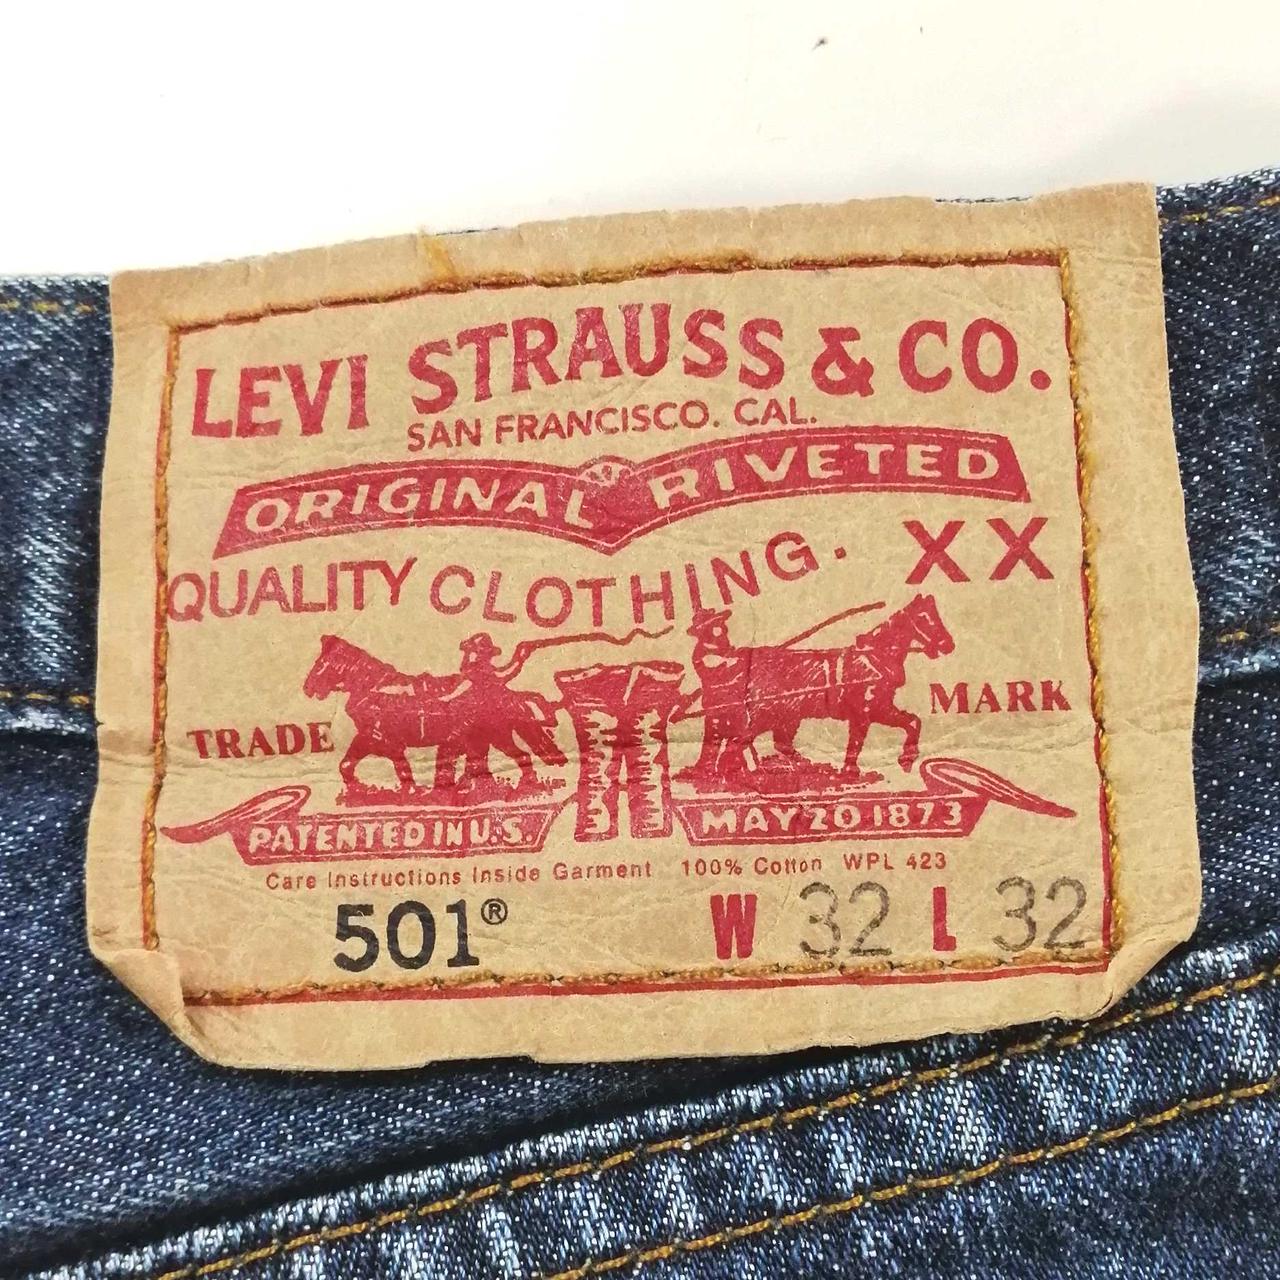 LEVI STRAUSS & CO.
SAN FRANCISCO. CAL.
ORIGINAL RIVETED
QUALITY CLOTHING. XX
TRADE MARK
PATENTED IN U.S. MAY 20 1873
Care Instructions Inside Garment 100% Cotton WPL 423
501® W 32 L 32